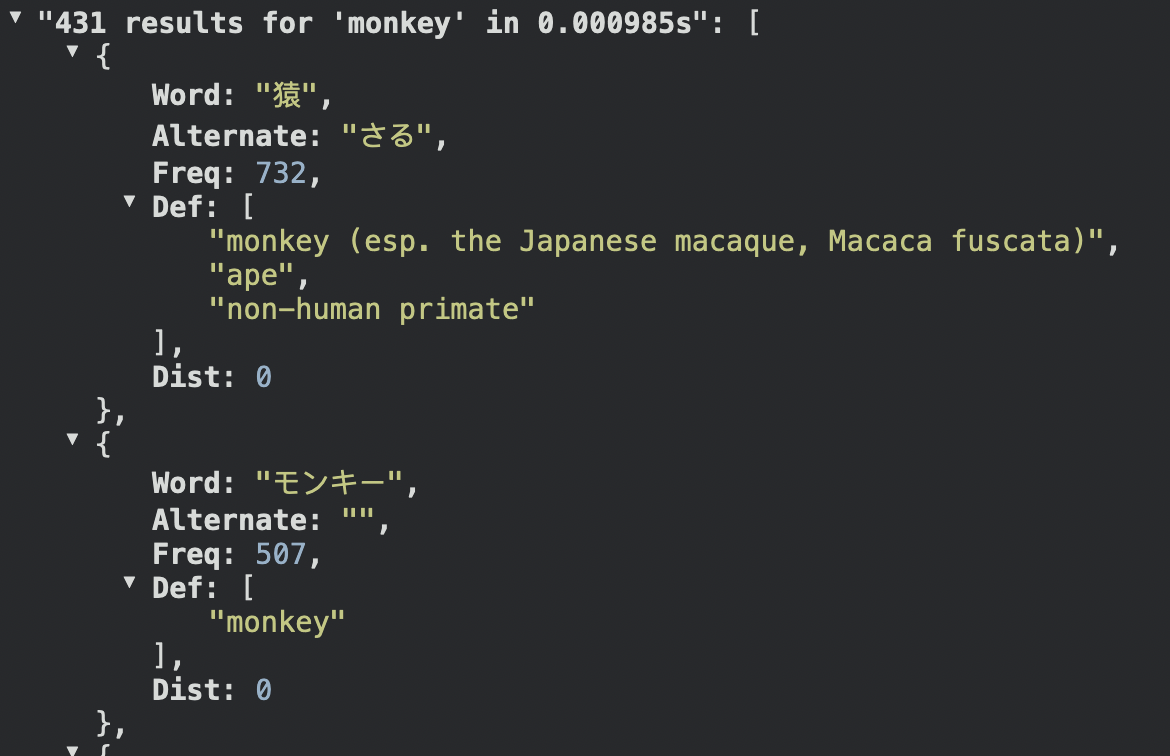 ▼ "431 results for 'monkey' in 0.000985s": [
▼ {
Word: "猿",
Alternate: "さる",
Freq: 732,
▼ Def: [
"monkey (esp. the Japanese macaque, Macaca fuscata)",
"ape",
"non-human primate"
],
Dist: 0
},
▼ {
Word: "モンキー",
Alternate: "",
Freq: 507,
▼ Def: [
"monkey"
],
Dist: 0
},
▼ {